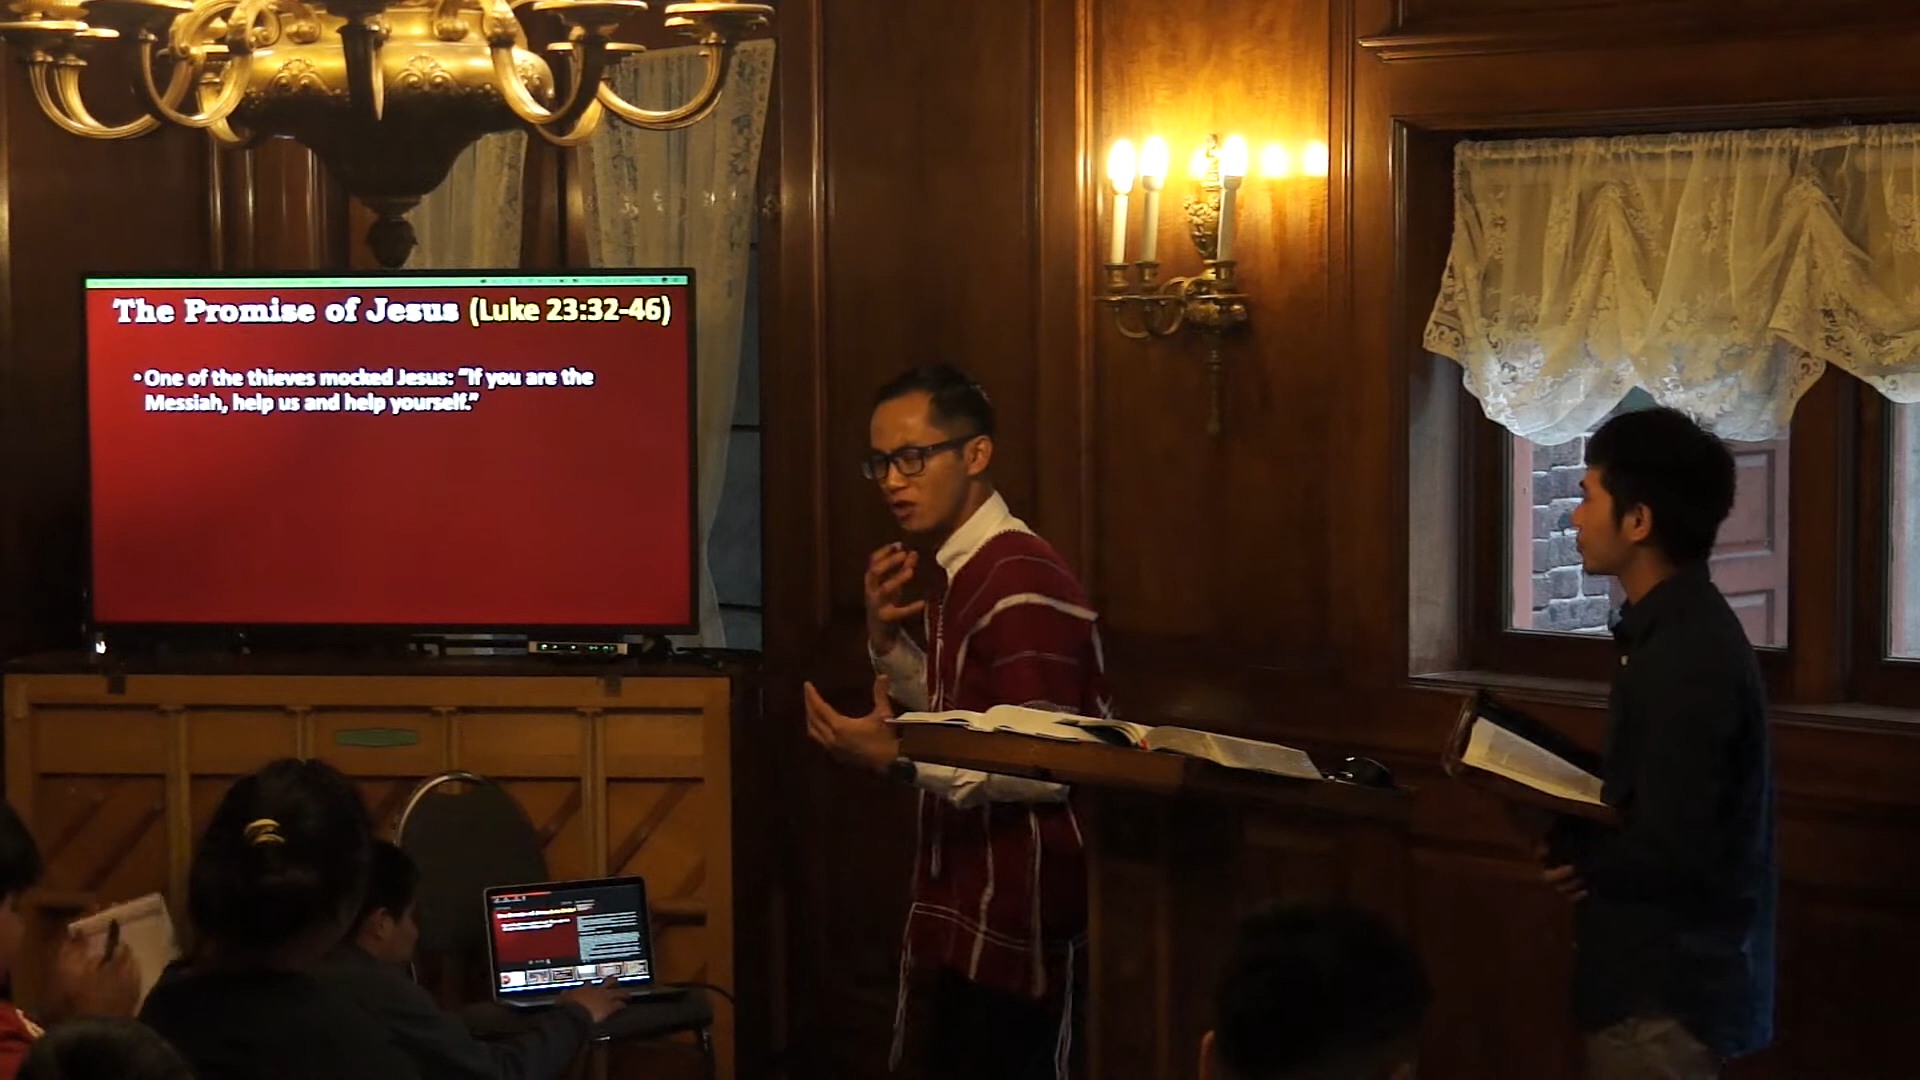 The Promise of Jesus (Luke 23:32-46)
• One of the thieves mocked Jesus: “If you are the
Messiah, help us and help yourself.”